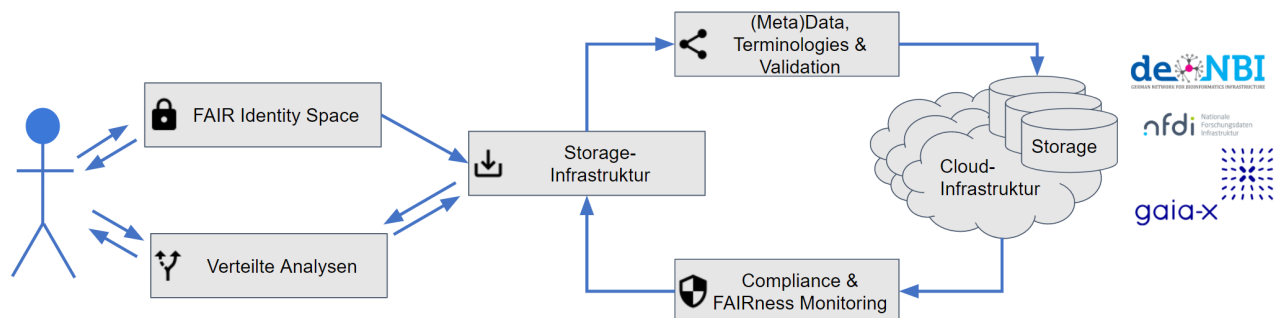 FAIR Identity Space
Verteilte Analysen
Storage-
Infrastruktur
(Meta)Data,
Terminologies &
Validation
Compliance &
FAIRness Monitoring
Storage
Cloud-
Infrastruktur
de NBI
GERMAN NETWORK FOR BIOINFORMATICS INFRASTRUCTURE
nfdi
Nationale
Forschungsdaten
Infrastruktur
gaia-x